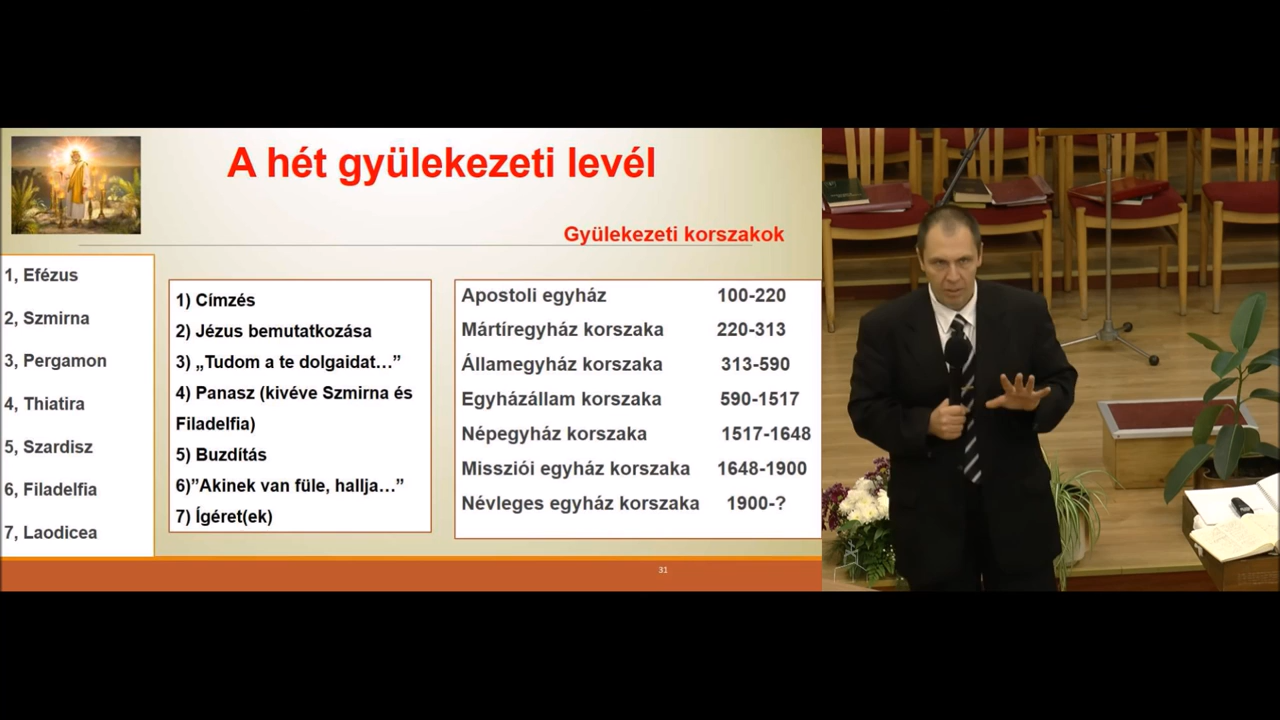 A hét gyülekezeti levél
Gyülekezeti korszakok
1, Efézus
2, Szmirna
3, Pergamon
4, Thiatira
5, Szardisz
6, Filadelfia
7, Laodicea
1) Címzés
2) Jézus bemutatkozása
3) „Tudom a te dolgaidat…”
4) Panasz (kivéve Szmirna és
Filadelfia)
5) Buzdítás
6)”Akinek van füle, hallja…”
7) Ígéret(ek)
Apostoli egyház 100-220
Mártíregyház korszaka 220-313
Államegyház korszaka 313-590
Egyházállam korszaka 590-1517
Népegyház korszaka 1517-1648
Missziói egyház korszaka 1648-1900
Névleges egyház korszaka 1900-?
31